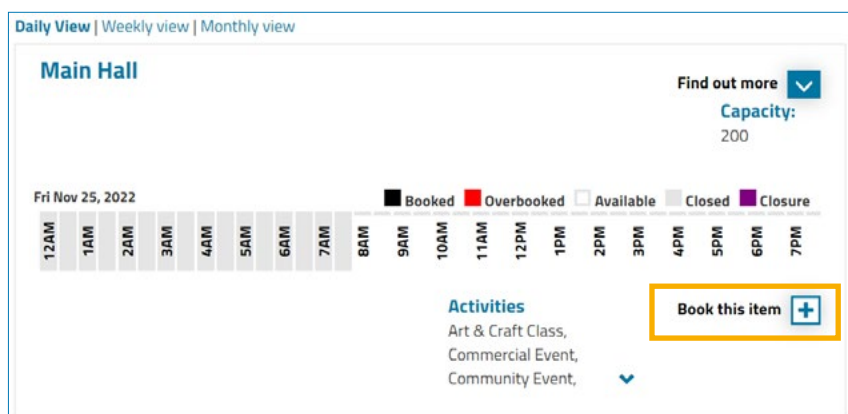 Daily View | Weekly view | Monthly view
Main Hall
Find out more
Capacity:
200
Fri Nov 25, 2022
Booked Overbooked Available Closed Closure
12AM 1AM 2AM 3AM 4AM 5AM 6AM 7AM 8AM 9AM 10AM 11AM 12PM 1PM 2PM 3PM 4PM 5PM 6PM 7PM
Activities
Book this item
Art & Craft Class,
Commercial Event,
Community Event,